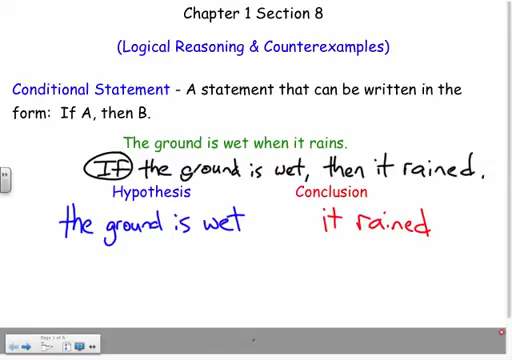 Chapter 1 Section 8
(Logical Reasoning & Counterexamples)
Conditional Statement - A statement that can be written in the
form: If A, then B.
The ground is wet when it rains.
If the ground is wet, then it rained.
Hypothesis Conclusion
the ground is wet it rained